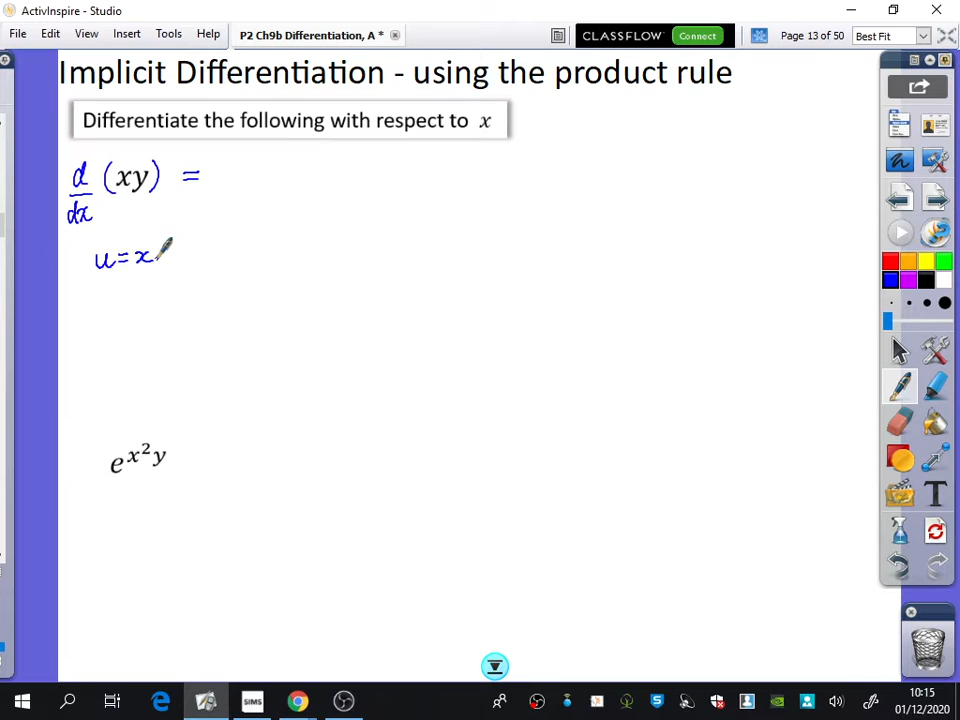 ActivInspire - Studio
File Edit View Insert Tools Help P2 Ch9b Differentiation, A * CLASSFLOW Connect Page 13 of 50 Best Fit
Implicit Differentiation - using the product rule
Differentiate the following with respect to x
d/dx (xy) =
u = x
e^{x²y}
T
SIMS
10:15
01/12/2020